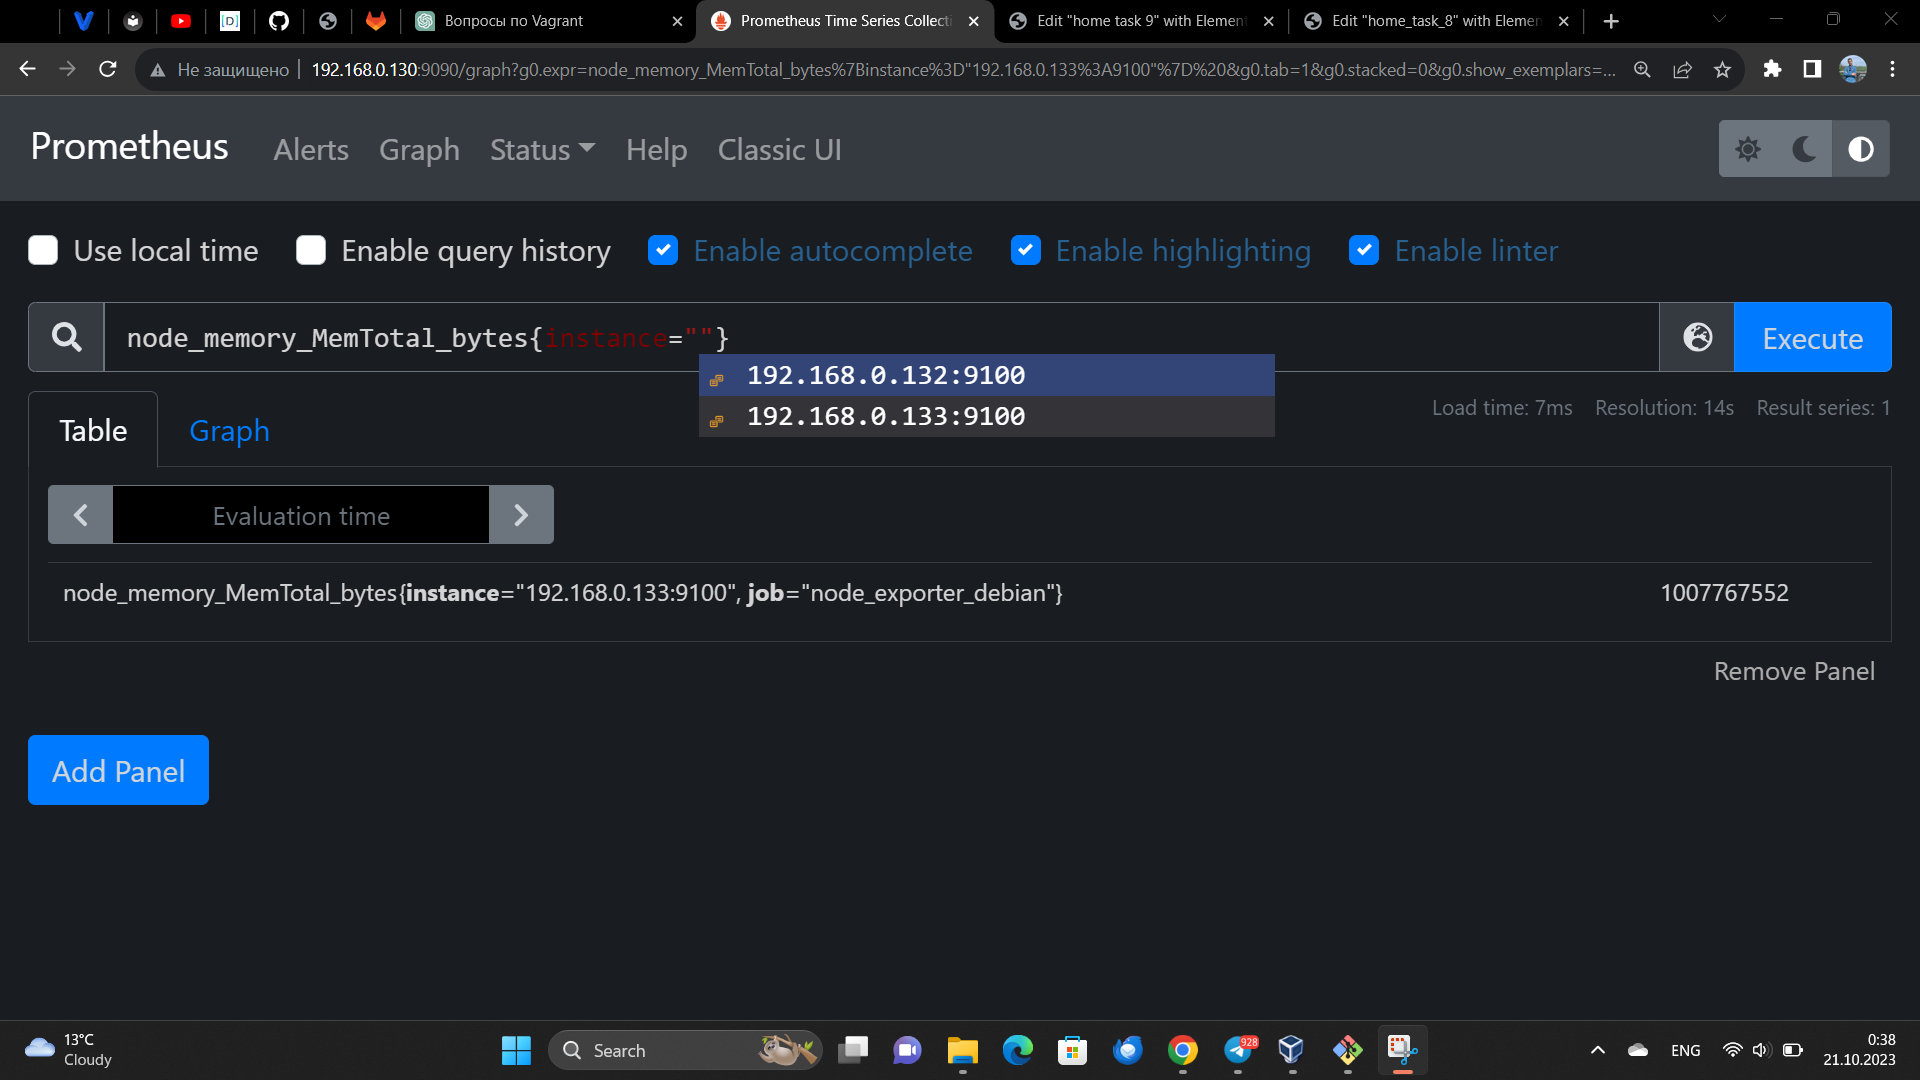 Вопросы по Vagrant
Prometheus Time Series Collecti
Edit "home task 9" with Element
Edit "home_task_8" with Elemen
Не защищено
192.168.0.130:9090/graph?g0.expr=node_memory_MemTotal_bytes%7Binstance%3D"192.168.0.133%3A9100"%7D%20&g0.tab=1&g0.stacked=0&g0.show_exemplars=...
Prometheus
Alerts
Graph
Status
Help
Classic UI
Use local time
Enable query history
Enable autocomplete
Enable highlighting
Enable linter
node_memory_MemTotal_bytes{instance=""}
Execute
192.168.0.132:9100
192.168.0.133:9100
Table
Graph
Load time: 7ms
Resolution: 14s
Result series: 1
Evaluation time
node_memory_MemTotal_bytes{instance="192.168.0.133:9100", job="node_exporter_debian"}
1007767552
Remove Panel
Add Panel
13°C
Cloudy
Search
928
ENG
0:38
21.10.2023